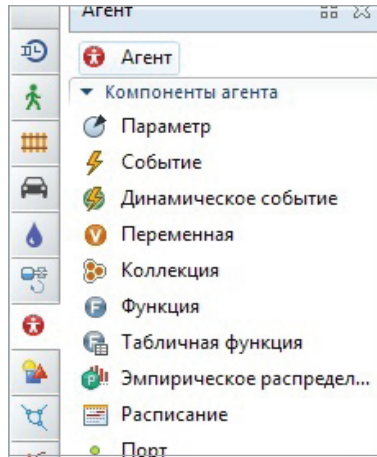 Агент
Агент
Компоненты агента
Параметр
Событие
Динамическое событие
Переменная
Коллекция
Функция
Табличная функция
Эмпирическое распредел...
Расписание
Порт